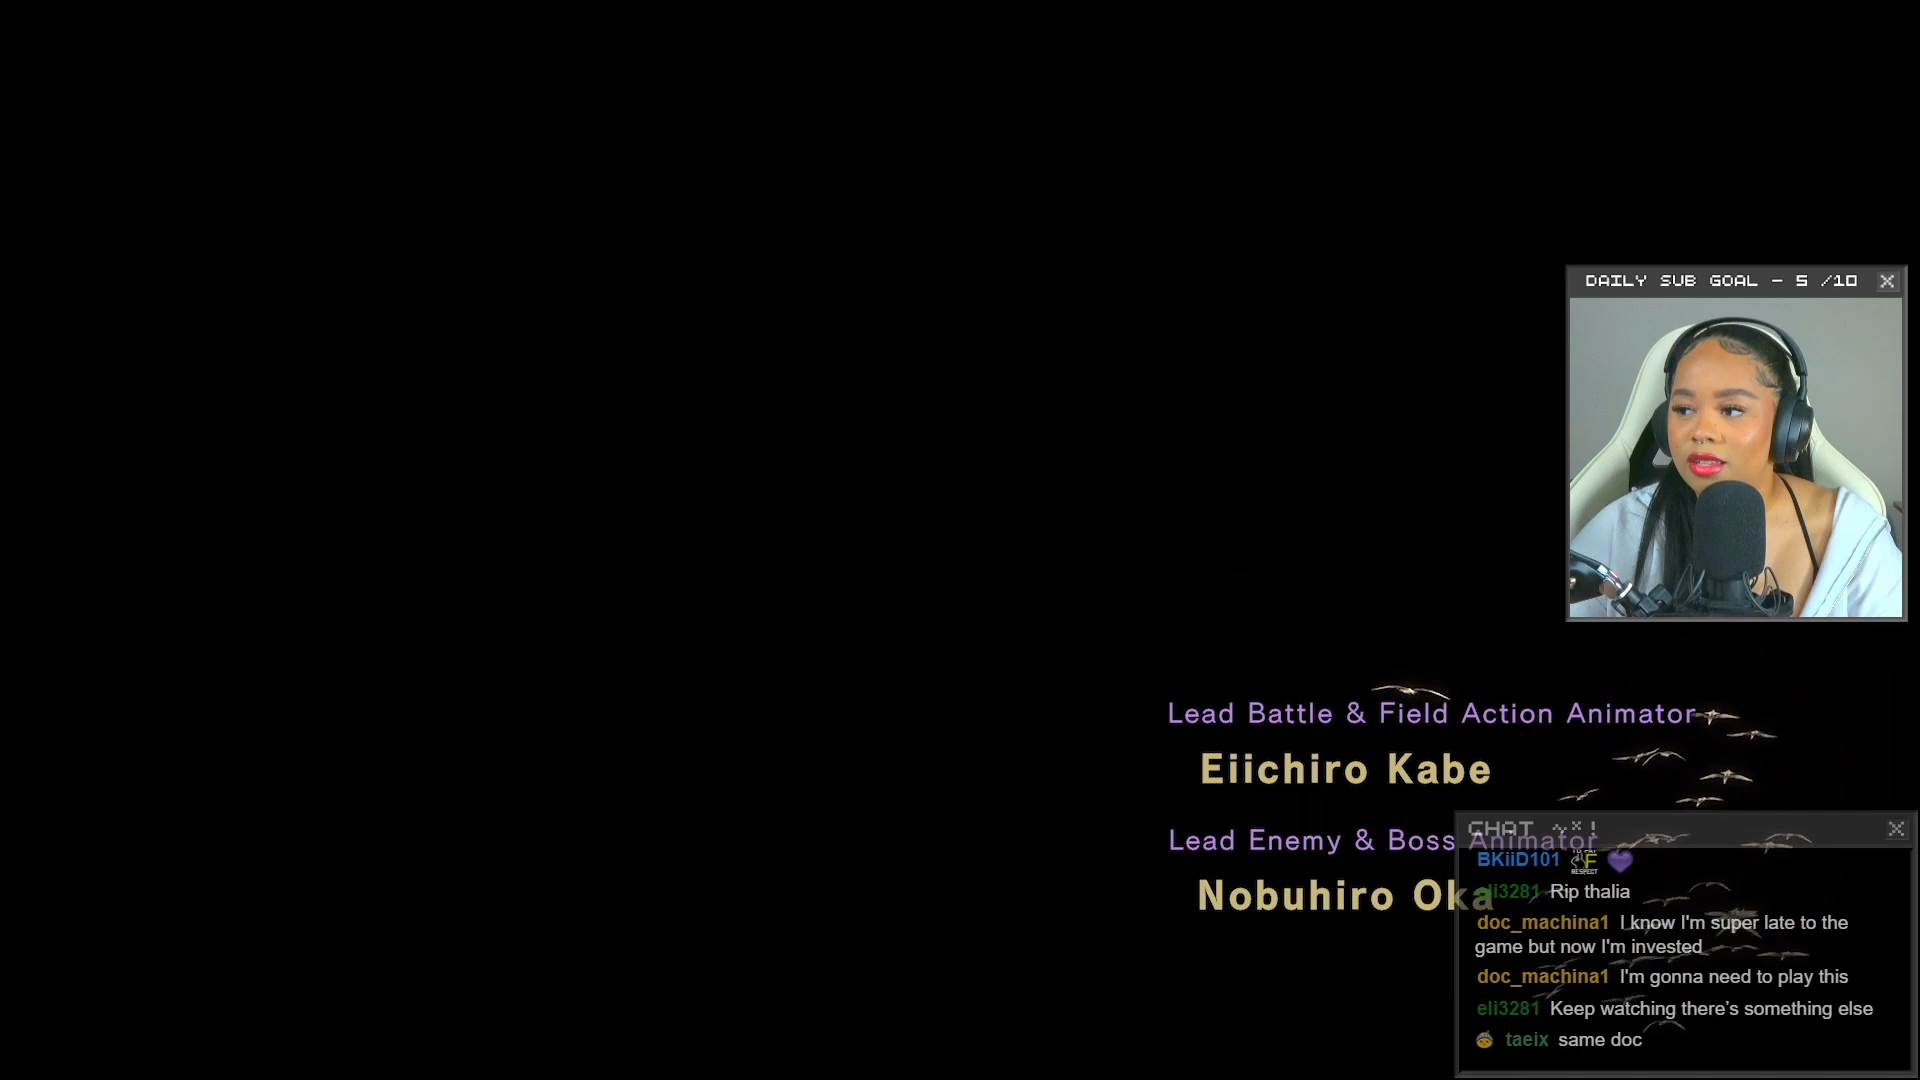 DAILY SUB GOAL - 5 /10
Lead Battle & Field Action Animator
Eiichiro Kabe
Lead Enemy & Boss Animator
Nobuhiro Oka
CHAT ~×!
BKiiD101 F RESPECT
eli3281 Rip thalia
doc_machina1 I know I'm super late to the
game but now I'm invested
doc_machina1 I'm gonna need to play this
eli3281 Keep watching there's something else
taeix same doc